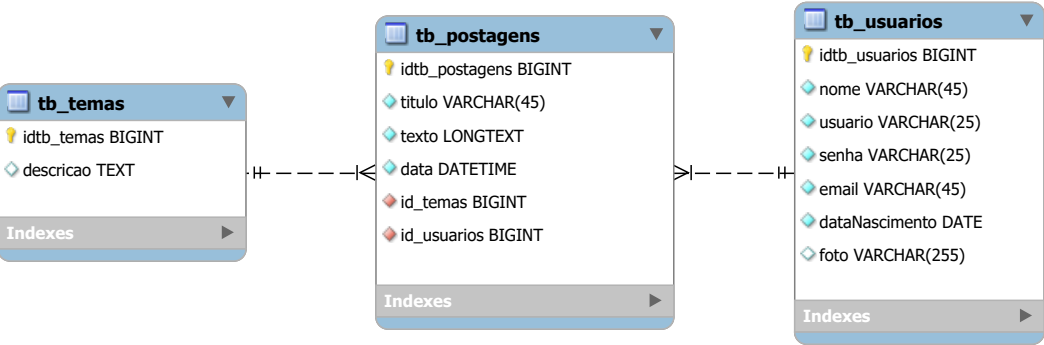 tb_temas
idtb_temas BIGINT
descricao TEXT
Indexes
tb_postagens
idtb_postagens BIGINT
titulo VARCHAR(45)
texto LONGTEXT
data DATETIME
id_temas BIGINT
id_usuarios BIGINT
Indexes
tb_usuarios
idtb_usuarios BIGINT
nome VARCHAR(45)
usuario VARCHAR(25)
senha VARCHAR(25)
email VARCHAR(45)
dataNascimento DATE
foto VARCHAR(255)
Indexes